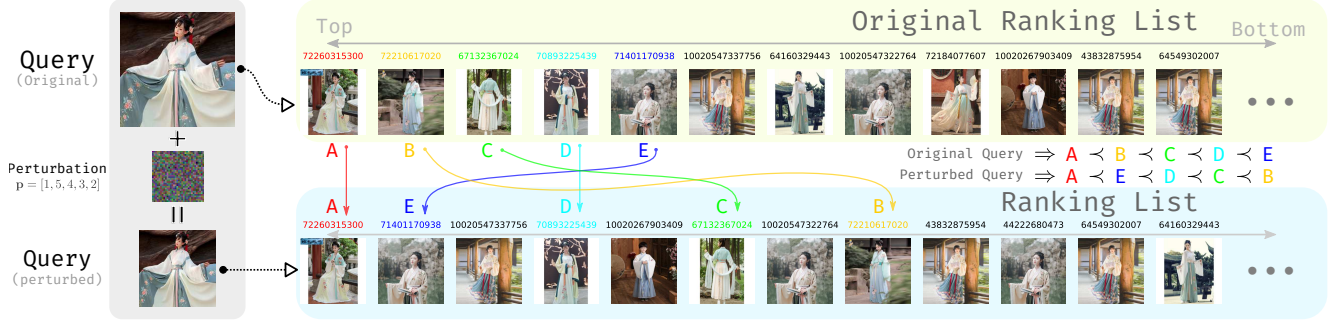 Query
(Original)
+
Perturbation
p = [1, 5, 4, 3, 2]
=
Query
(perturbed)
Original Ranking List
Top
Bottom
72260315300 72210617020 67132367024 70893225439 71401170938 10020547337756 64160329443 10020547322764 72184077607 10020267903409 43832875954 64549302007
A B C D E
Original Query ⇒ A ≺ B ≺ C ≺ D ≺ E
Perturbed Query ⇒ A ≺ E ≺ D ≺ C ≺ B
Ranking List
A E D C B
72260315300 71401170938 10020547337756 70893225439 10020267903409 67132367024 10020547322764 72210617020 43832875954 44222680473 64549302007 64160329443